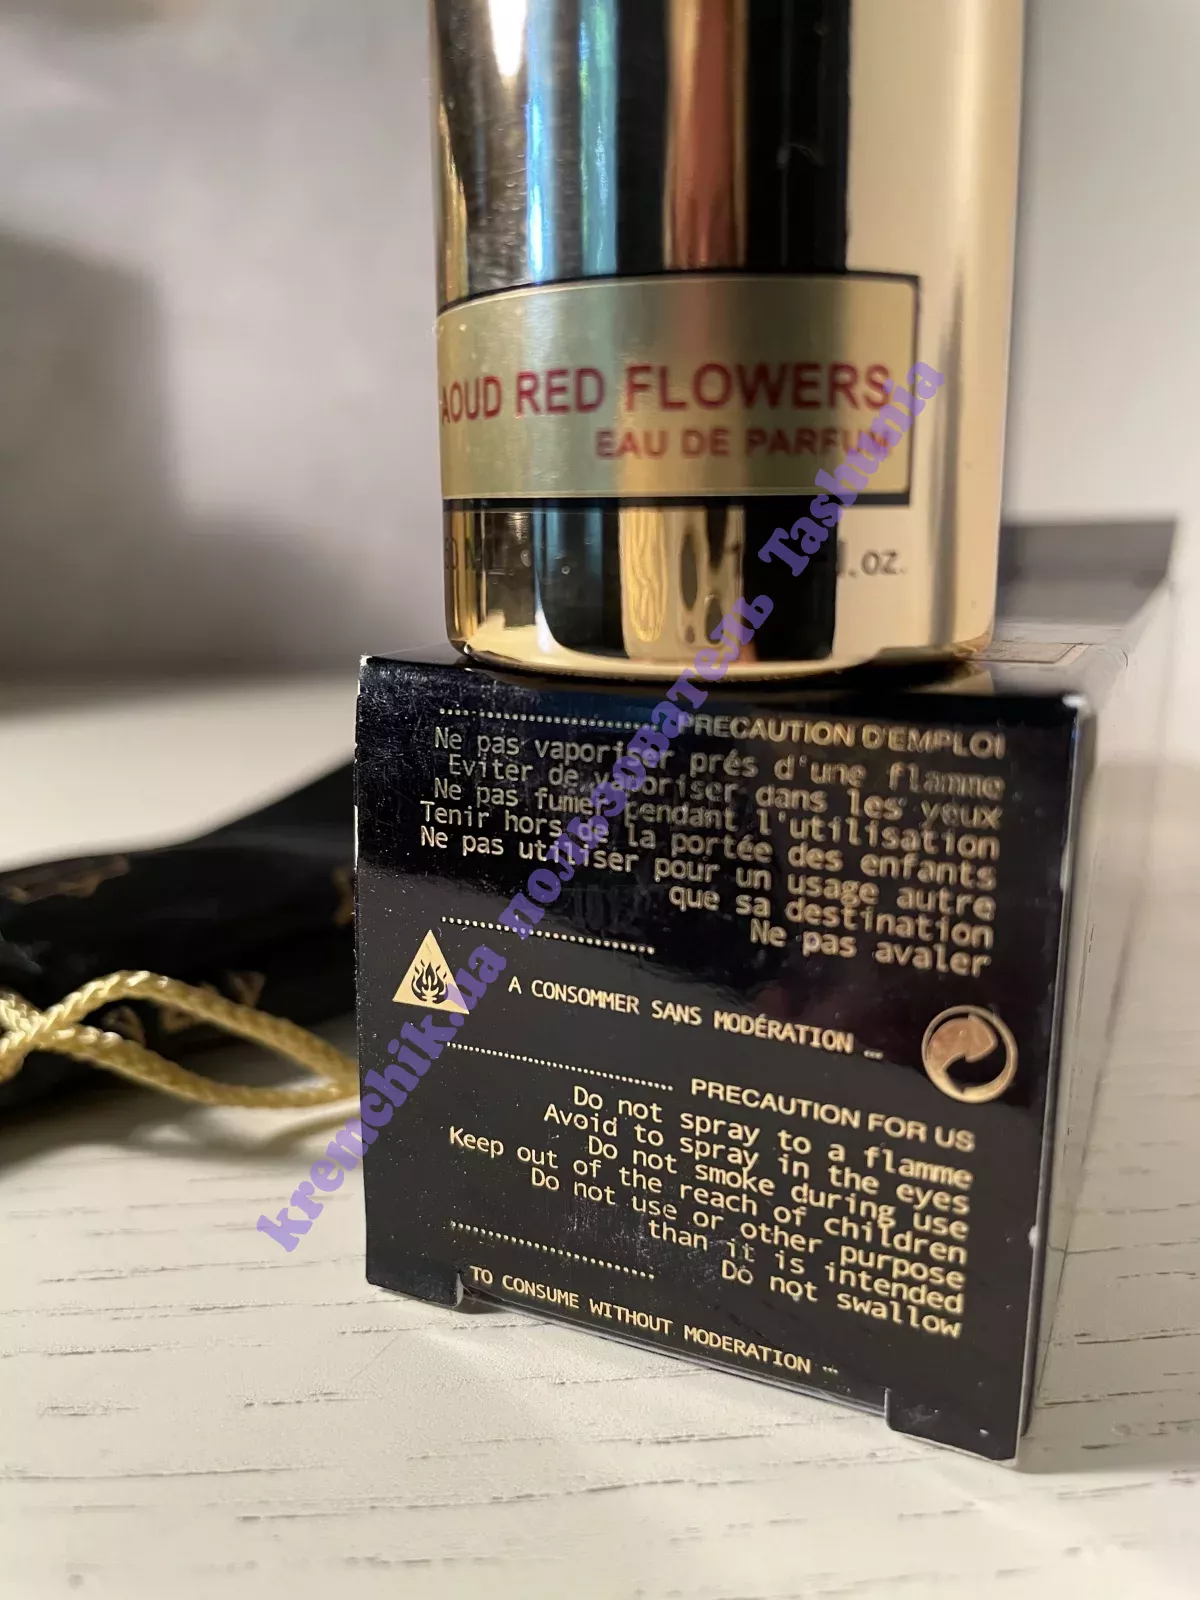 AOUD RED FLOWERS
EAU DE PARFUM
fl.oz.
PRECAUTION D'EMPLOI
Ne pas vaporiser prés d'une flamme
Eviter de vaporiser dans les yeux
Ne pas fumer pendant l'utilisation
Tenir hors de la portée des enfants
Ne pas utiliser pour un usage autre
que sa destination
Ne pas avaler
A CONSOMMER SANS MODÉRATION ...
PRECAUTION FOR US
Do not spray to a flamme
Avoid to spray in the eyes
Do not smoke during use
Keep out of the reach of children
Do not use or other purpose
than it is intended
Do not swallow
TO CONSUME WITHOUT MODERATION ...
kremchik.ua пользователь Tashunia